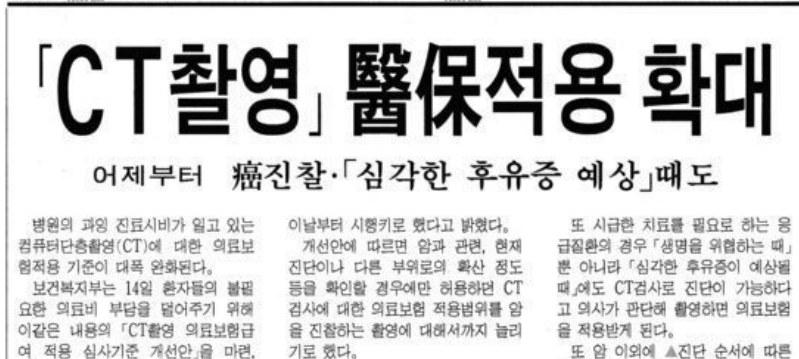 「CT촬영」 醫保적용 확대
어제부터 癌진찰·「심각한 후유증 예상」때도
병원의 과잉 진료시비가 일고 있는
컴퓨터단층촬영(CT)에 대한 의료보
험적용 기준이 대폭 완화된다.
보건복지부는 14일 환자들의 불필
요한 의료비 부담을 덜어주기 위해
이같은 내용의 「CT촬영 의료보험급
여 적용 심사기준 개선안」을 마련,
이날부터 시행키로 했다고 밝혔다.
개선안에 따르면 암과 관련, 현재
진단이나 다른 부위로의 확산 정도
등을 확인할 경우에만 허용하던 CT
검사에 대한 의료보험 적용범위를 암
을 진찰하는 촬영에 대해서까지 늘리
기로 했다.
또 시급한 치료를 필요로 하는 응
급질환의 경우 「생명을 위협하는 때」
뿐 아니라 「심각한 후유증이 예상될
때」에도 CT검사로 진단이 가능하다
고 의사가 판단해 촬영하면 의료보험
을 적용받게 된다.
또 암 이외에 ▲진단 순서에 따른